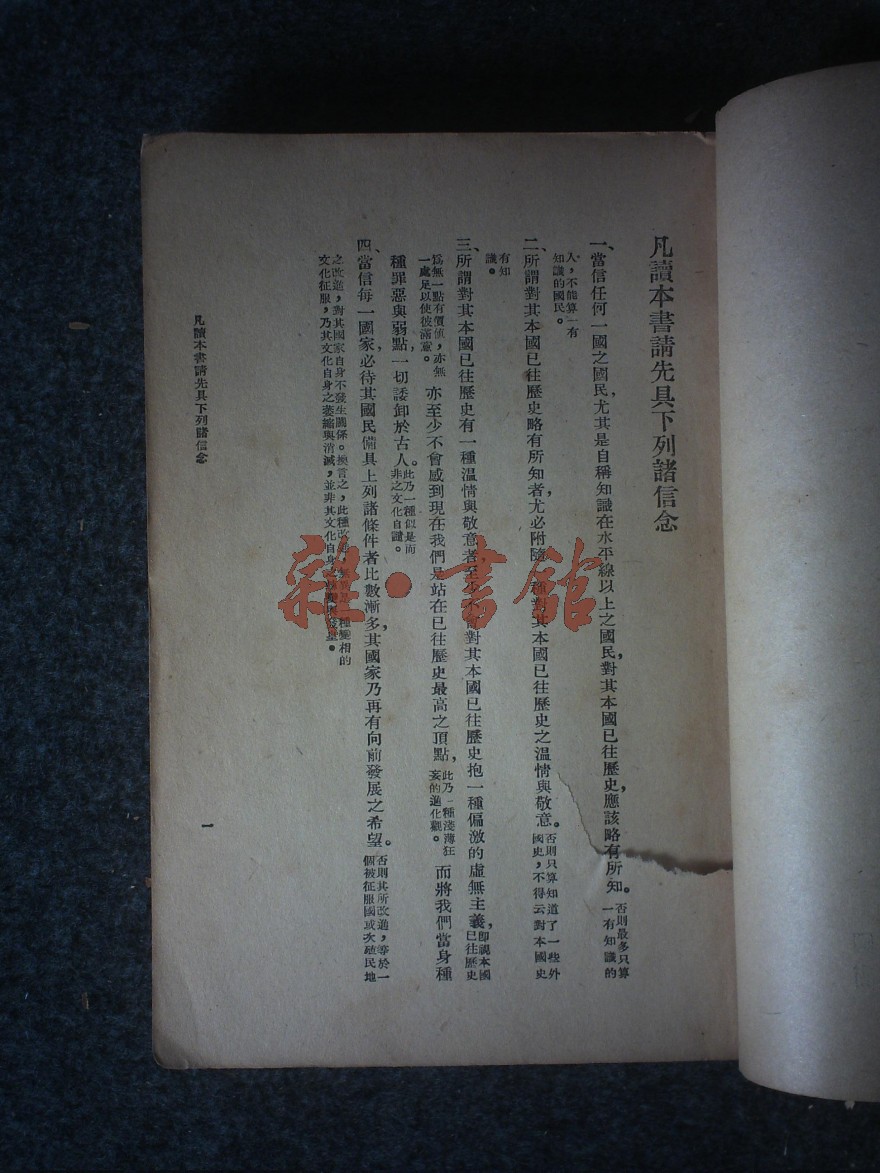 凡讀本書請先具下列諸信念
一、當信任何一國之國民,尤其是自稱知識在水平線以上之國民,對其本國已往歷史,應該略有所知。否則最多只算一有知識的
人,不能算一有知識的國民。
二、所謂對其本國已往歷史略有所知者,尤必附隨一種對其本國已往歷史之溫情與敬意。否則只算知道了一些外國史,不得云對本國史
有知識。
三、所謂對其本國已往歷史有一種溫情與敬意者,至少不會對其本國已往歷史抱一種偏激的虛無主義,即視本國已往歷史
爲無一點有價值,亦無一處足以使彼滿意。亦至少不會感到現在我們是站在已往歷史最高之頂點,此乃一種淺薄狂妄的進化觀。而將我們當身種
種罪惡與弱點,一切諉卸於古人。此乃一種似是而非之文化自譴。
四、當信每一國家必待其國民備具上列諸條件者比數漸多,其國家乃再有向前發展之希望。否則其所改進,等於一個被征服國或次殖民地
之改進,對其國家自身不發生關係。換言之,此種改進,種變相的文化征服,乃其文化自身之萎縮與消滅,並非其文化自身之。
凡讀本書請先具下列諸信念
一
雜·書館